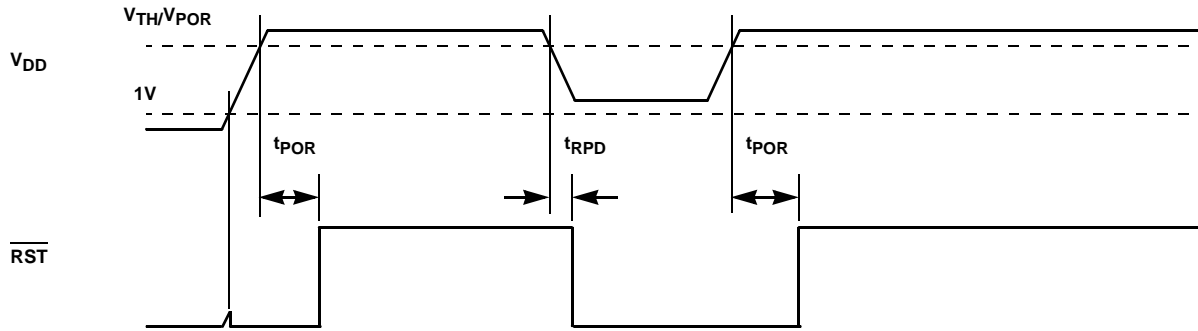 VTH/VPOR
VDD
1V
tPOR
tRPD
tPOR
RST